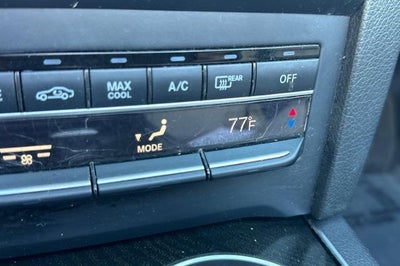 MAX COOL A/C REAR OFF
MODE 77°F